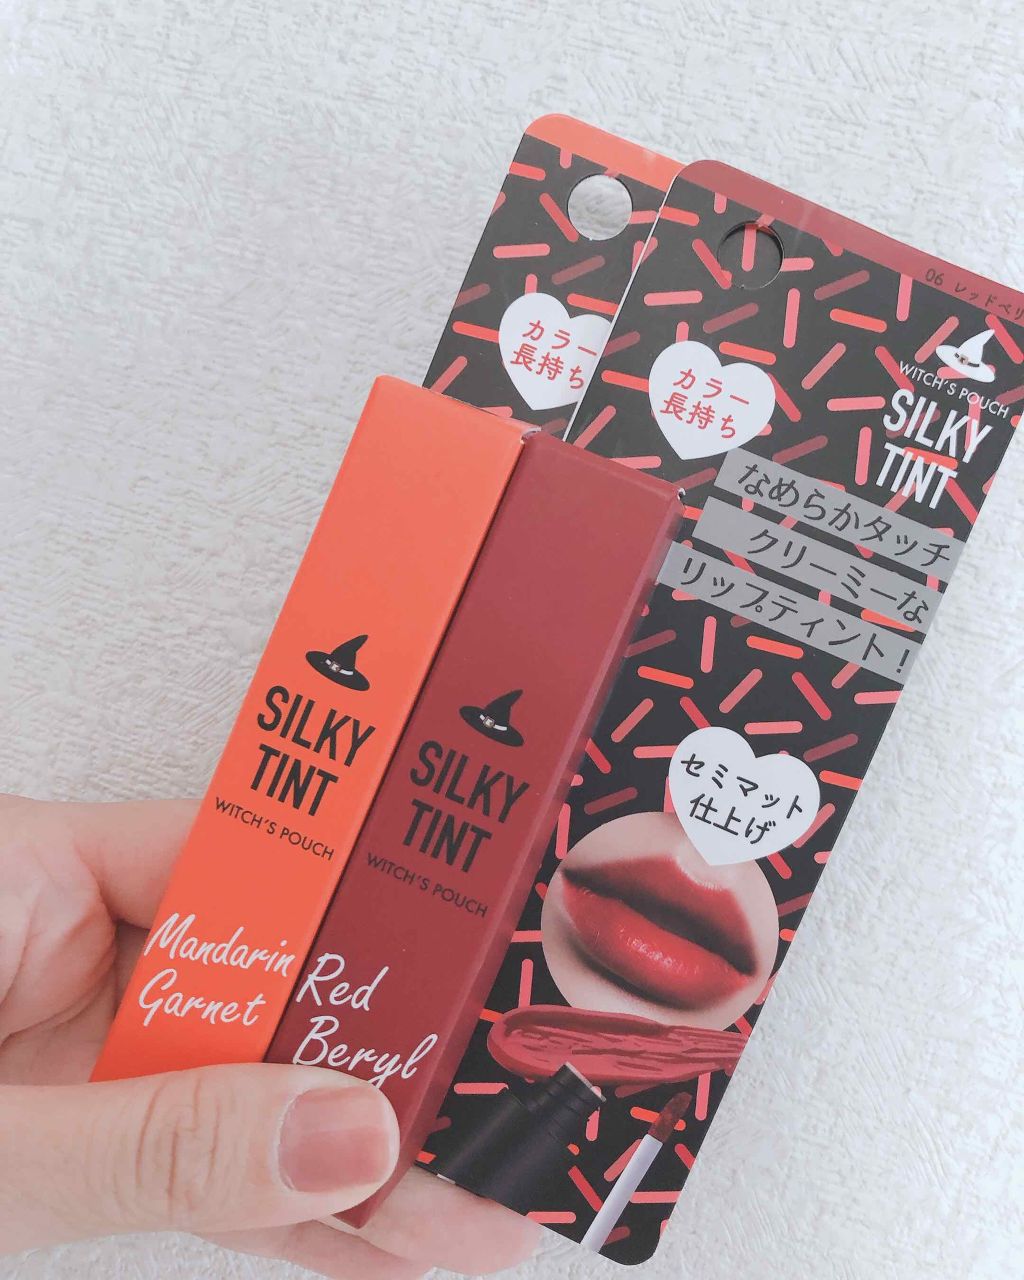 カラー
長持ち
06 レッドベリ
カラー
長持ち
WITCH'S POUCH
SILKY
TINT
なめらかタッチ
クリーミーな
リップティント！
セミマット
仕上げ
SILKY
TINT
WITCH'S POUCH
Mandarin
Garnet
SILKY
TINT
WITCH'S POUCH
Red
Beryl